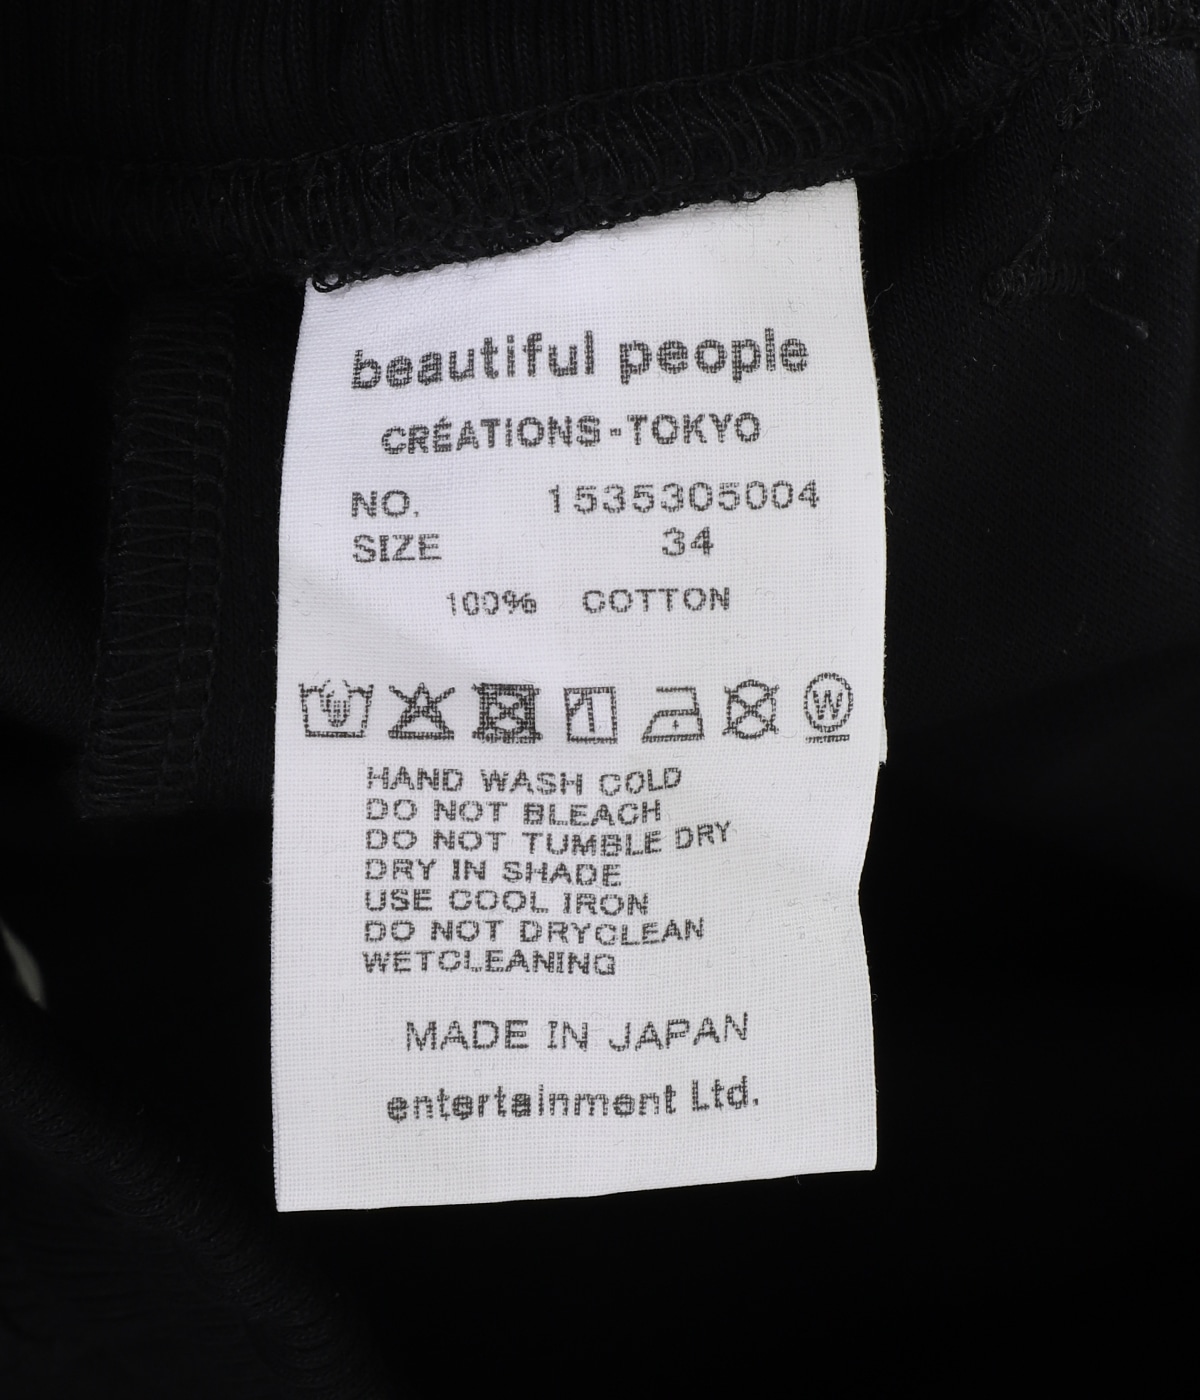 beautiful people
CRÉATIONS-TOKYO
NO. 1535305004
SIZE 34
100% COTTON
W
HAND WASH COLD
DO NOT BLEACH
DO NOT TUMBLE DRY
DRY IN SHADE
USE COOL IRON
DO NOT DRYCLEAN
WETCLEANING
MADE IN JAPAN
entertainment Ltd.